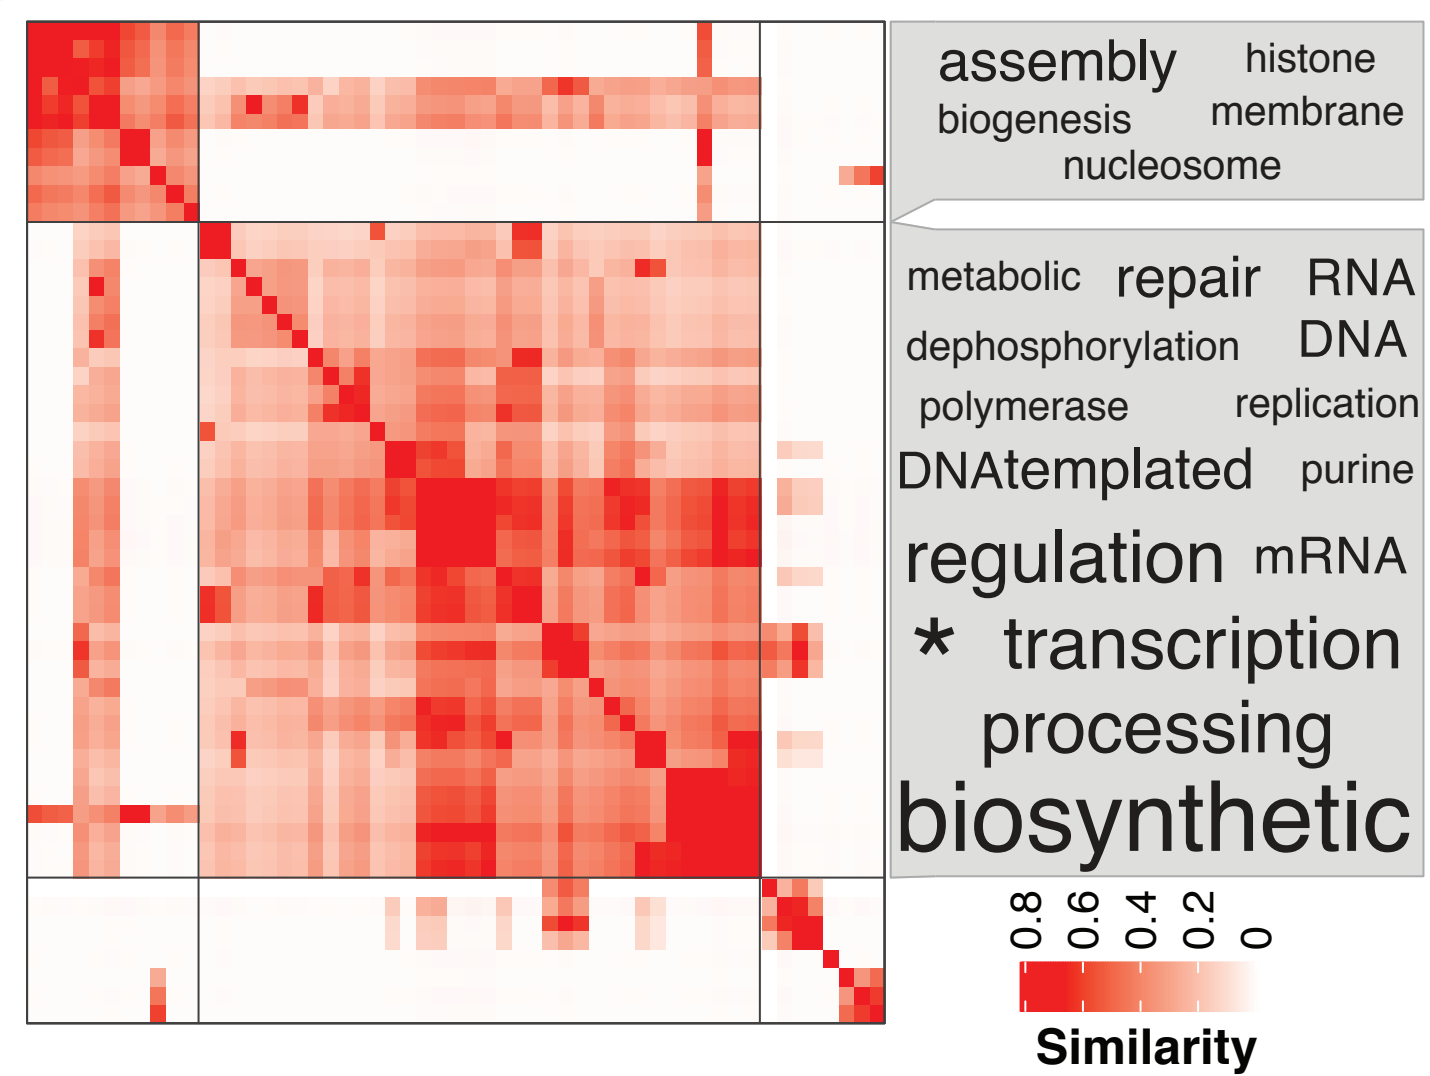 assembly histone
biogenesis membrane
nucleosome
metabolic repair RNA
dephosphorylation DNA
polymerase replication
DNAtemplated purine
regulation mRNA
* transcription
processing
biosynthetic
0.8 0.6 0.4 0.2 0
Similarity